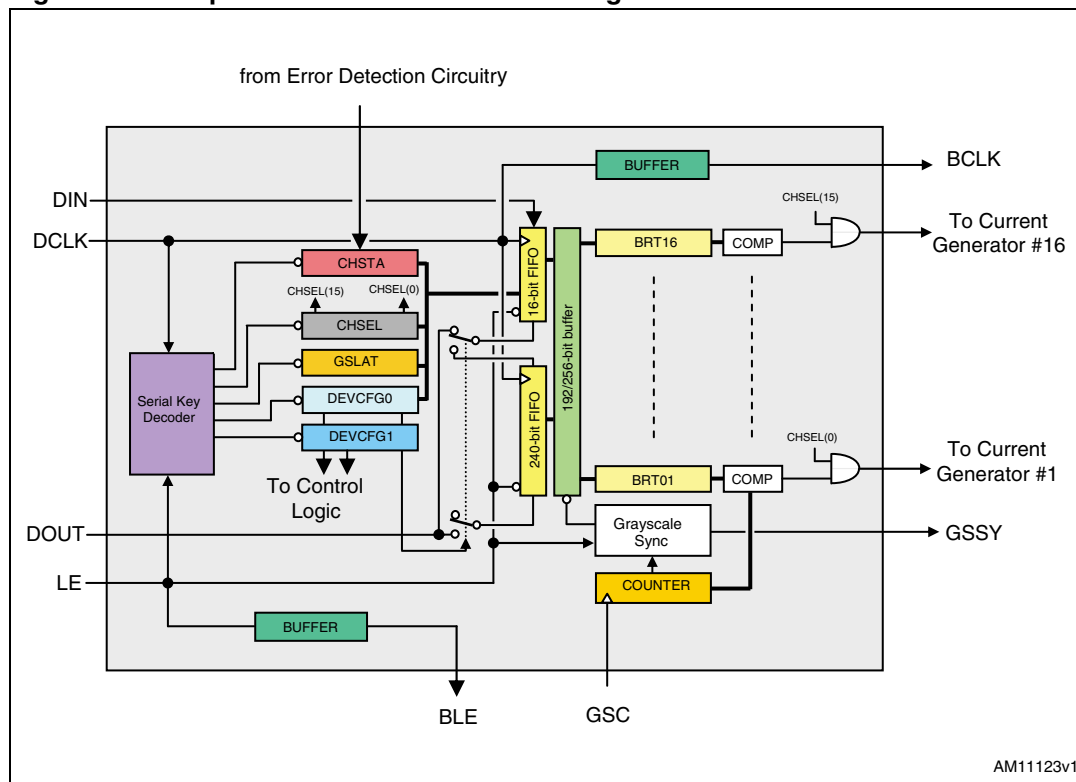 from Error Detection Circuitry
BUFFER
BCLK
DIN
CHSEL(15)
DCLK
CHSTA
16-bit FIFO
192/256-bit buffer
BRT16
COMP
To Current
Generator #16
CHSEL(15)
CHSEL(0)
CHSEL
Serial Key
Decoder
GSLAT
DEVCFG0
DEVCFG1
240-bit FIFO
CHSEL(0)
To Control
Logic
BRT01
COMP
To Current
Generator #1
DOUT
Grayscale
Sync
GSSY
LE
COUNTER
BUFFER
BLE
GSC
AM11123v1